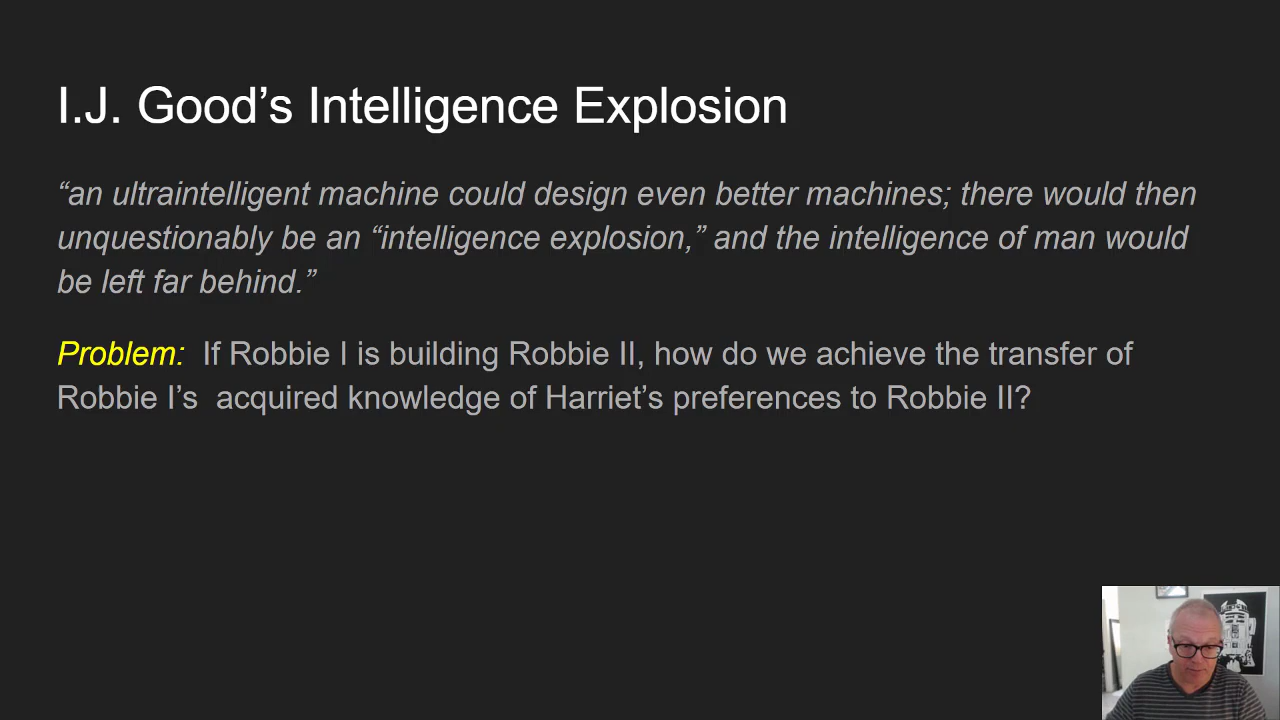 I.J. Good’s Intelligence Explosion
“an ultraintelligent machine could design even better machines; there would then
unquestionably be an “intelligence explosion,” and the intelligence of man would
be left far behind.”
Problem: If Robbie I is building Robbie II, how do we achieve the transfer of
Robbie I’s acquired knowledge of Harriet’s preferences to Robbie II?